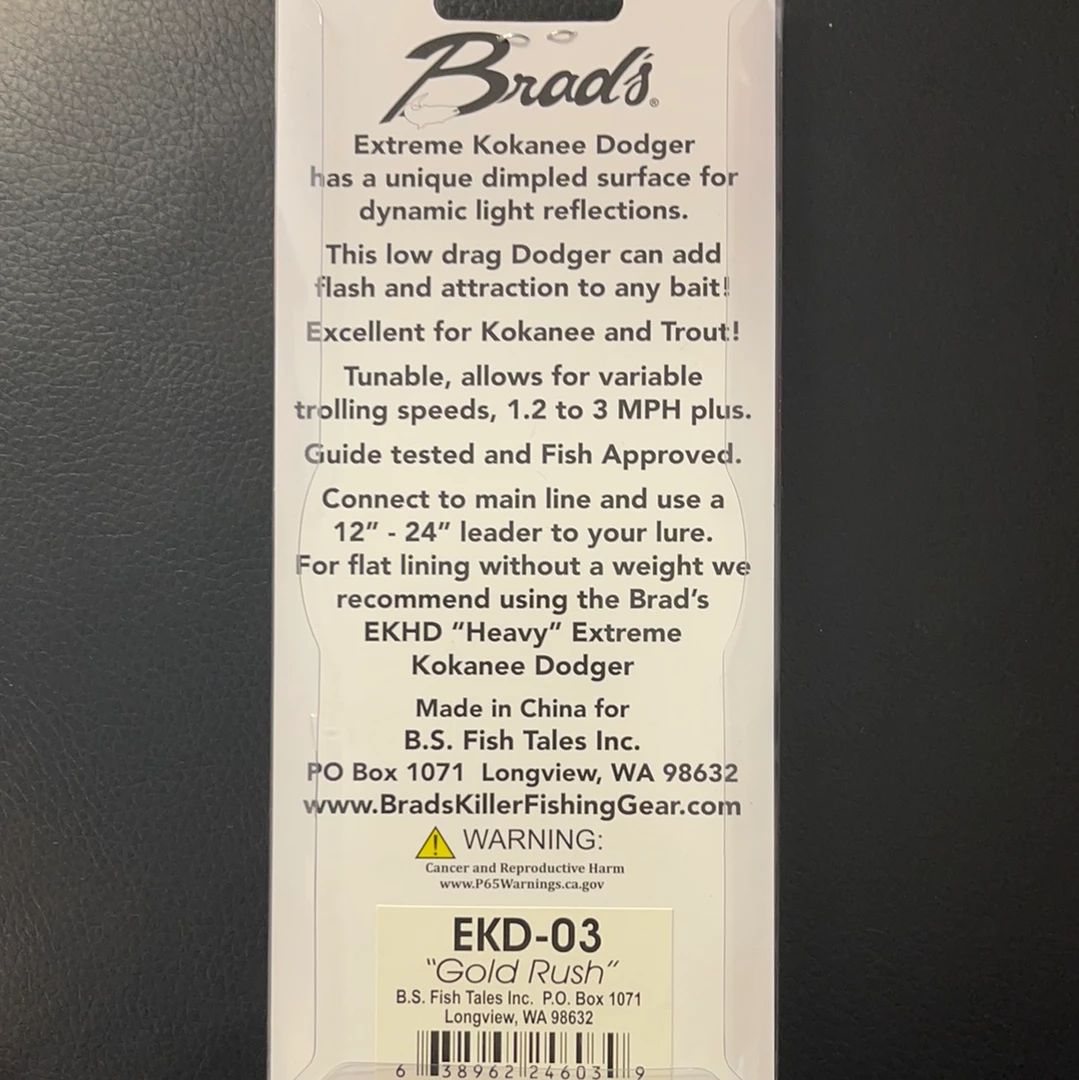 Brad's®
Extreme Kokanee Dodger
has a unique dimpled surface for
dynamic light reflections.
This low drag Dodger can add
flash and attraction to any bait!
Excellent for Kokanee and Trout!
Tunable, allows for variable
trolling speeds, 1.2 to 3 MPH plus.
Guide tested and Fish Approved.
Connect to main line and use a
12” - 24” leader to your lure.
For flat lining without a weight we
recommend using the Brad’s
EKHD “Heavy” Extreme
Kokanee Dodger
Made in China for
B.S. Fish Tales Inc.
PO Box 1071 Longview, WA 98632
www.BradsKillerFishingGear.com
WARNING:
Cancer and Reproductive Harm
www.P65Warnings.ca.gov
EKD-03
“Gold Rush”
B.S. Fish Tales Inc. P.O. Box 1071
Longview, WA 98632
6 38962 24603 9